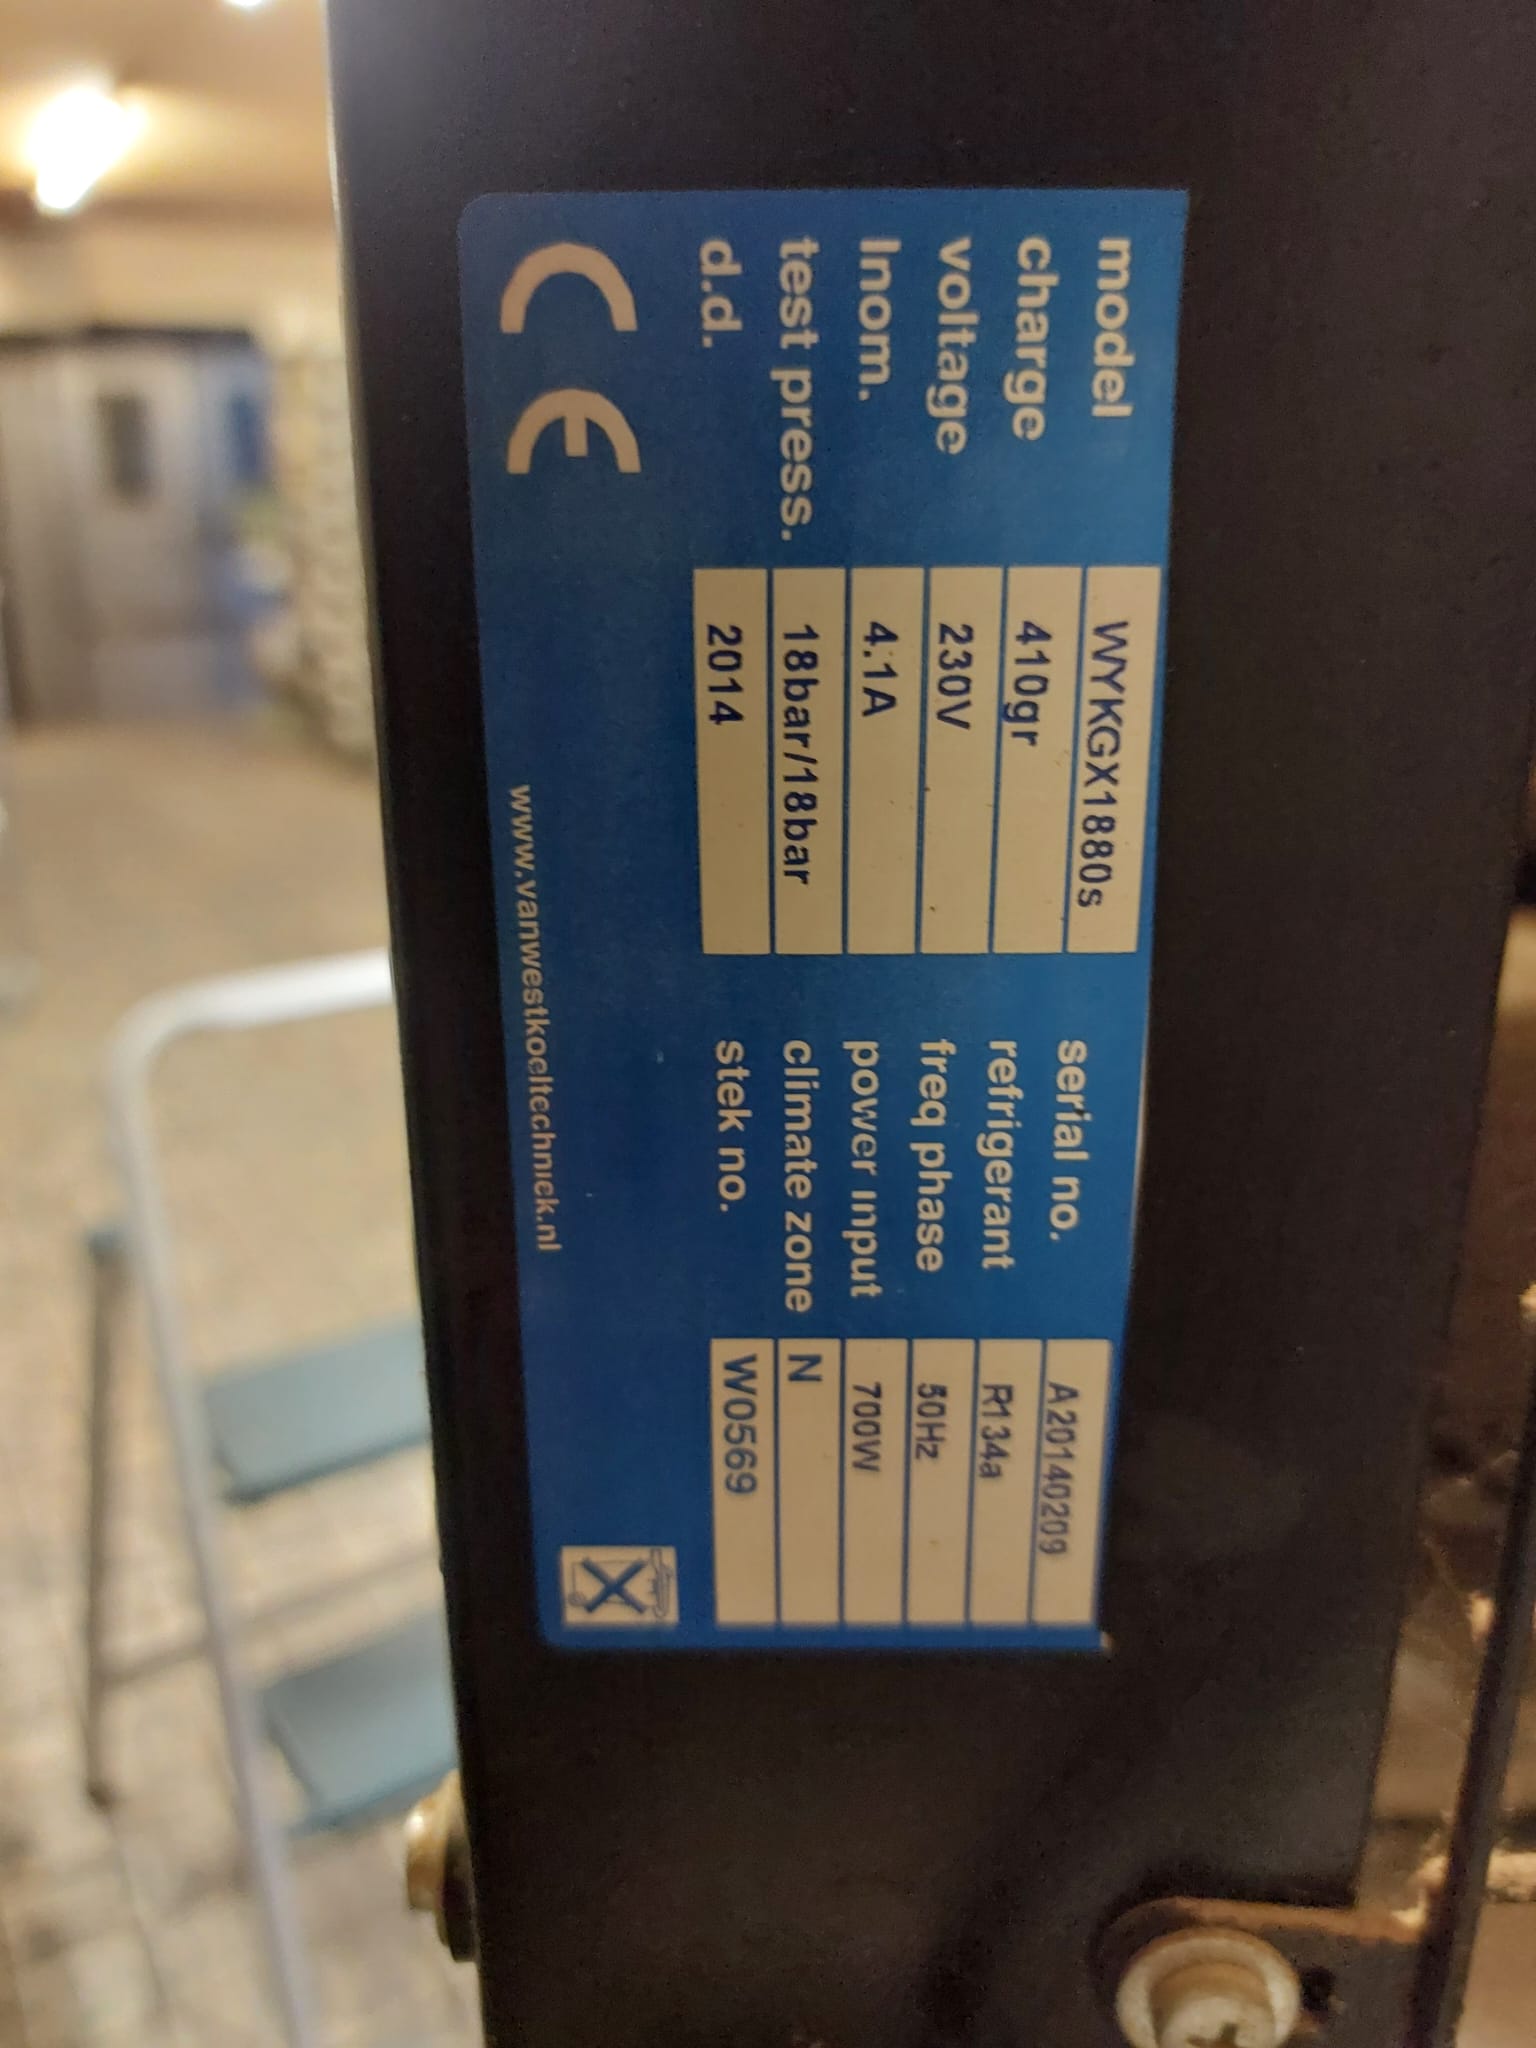 model WYKGX1880s serial no. A20140209
charge 410gr refrigerant R134a
voltage 230V freq phase 50Hz
Inom. 4.1A power input 700W
test press. 18bar/18bar climate zone N
d.d. 2014 stek no. W0569
CE
www.vanwestkoeltechniek.nl